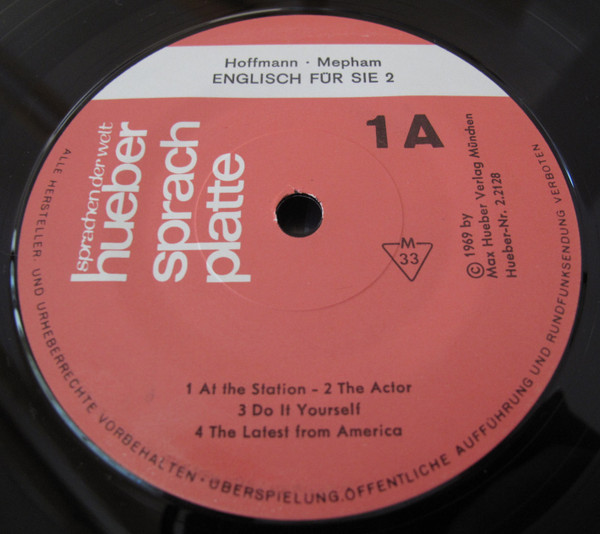 Hoffmann · Mepham
ENGLISCH FÜR SIE 2
sprachen der welt
hueber
sprach
platte
1 A
M
33
© 1969 by
Max Hueber Verlag München
Hueber-Nr. 2.2128
1 At the Station - 2 The Actor
3 Do It Yourself
4 The Latest from America
ALLE HERSTELLER- UND URHEBERRECHTE VORBEHALTEN · ÜBERSPIELUNG, ÖFFENTLICHE AUFFÜHRUNG UND RUNDFUNKSENDUNG VERBOTEN